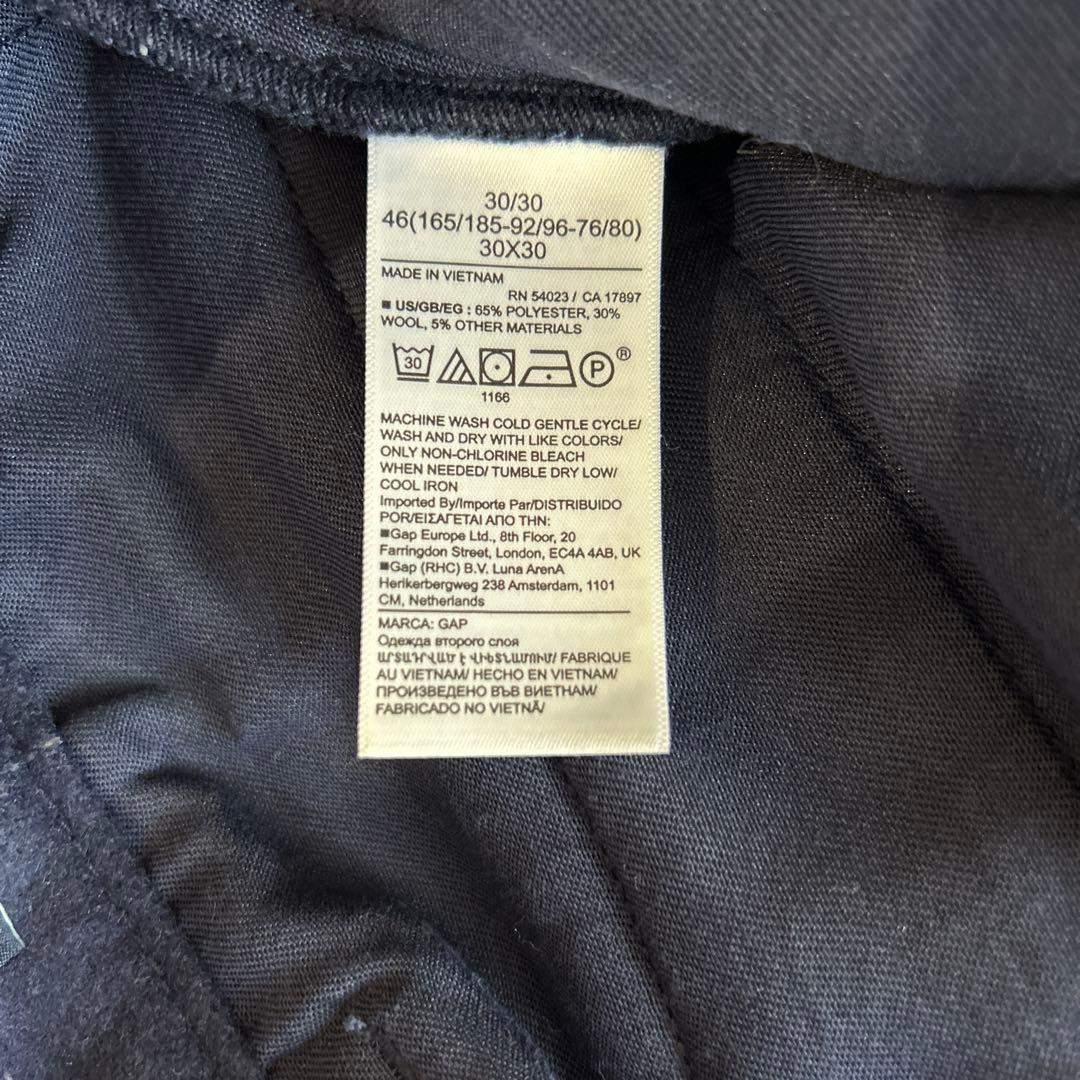 30/30
46(165/185-92/96-76/80)
30X30
MADE IN VIETNAM
RN 54023 / CA 17897
■ US/GB/EG : 65% POLYESTER, 30%
WOOL, 5% OTHER MATERIALS
30 P ®
1166
MACHINE WASH COLD GENTLE CYCLE/
WASH AND DRY WITH LIKE COLORS/
ONLY NON-CHLORINE BLEACH
WHEN NEEDED/ TUMBLE DRY LOW/
COOL IRON
Imported By/Importe Par/DISTRIBUIDO
POR/ΕΙΣΑΓΕΤΑΙ ΑΠΟ ΤΗΝ:
■Gap Europe Ltd., 8th Floor, 20
Farringdon Street, London, EC4A 4AB, UK
■Gap (RHC) B.V. Luna ArenA
Herikerbergweg 238 Amsterdam, 1101
CM, Netherlands
MARCA: GAP
Одежда второго слоя
ԱՐՏԱԴՐՎԱԾ Է ՎԻԵՏՆԱՄՈՒՄ/ FABRIQUE
AU VIETNAM/ HECHO EN VIETNAM/
ПРОИЗВЕДЕНО ВЪВ ВИЕТНАМ/
FABRICADO NO VIETNÃ/